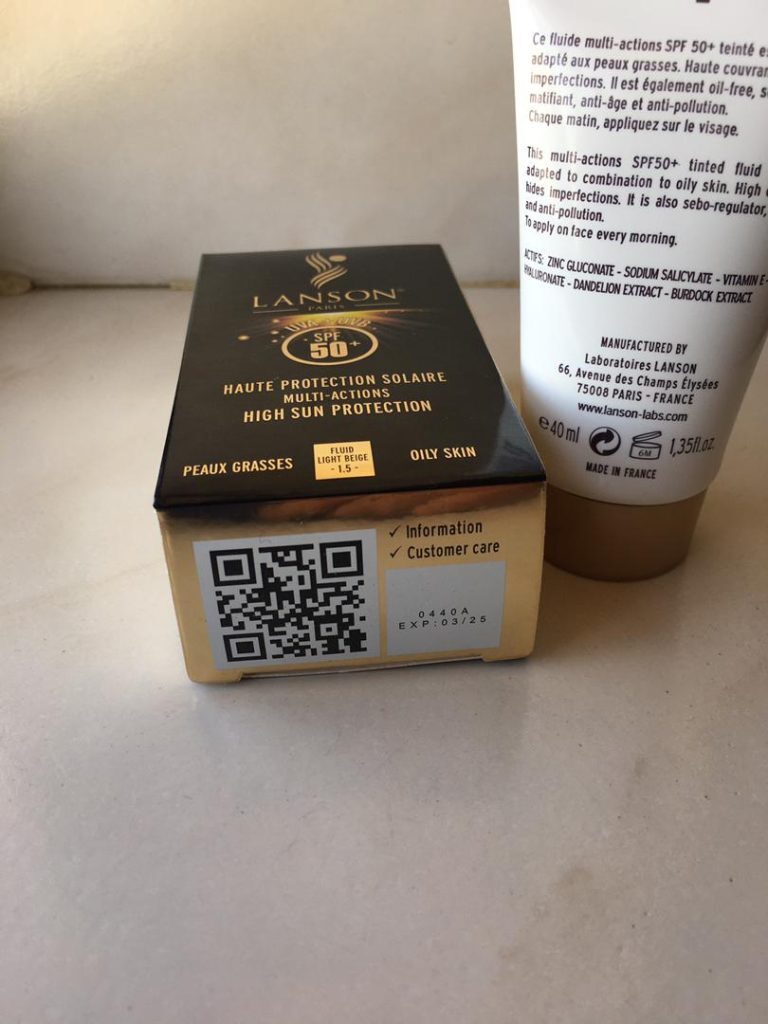 LANSON
PARIS
UVA + UVB
SPF
50+
HAUTE PROTECTION SOLAIRE
MULTI-ACTIONS
HIGH SUN PROTECTION
PEAUX GRASSES
FLUID
LIGHT BEIGE
- 1.5 -
OILY SKIN
✓ Information
✓ Customer care
0440A
EXP:03/25
Ce fluide multi-actions SPF 50+ teinté
adapté aux peaux grasses. Haute
imperfections. Il est également oil-free,
matifiant, anti-âge et anti-pollution.
Chaque matin, appliquez sur le visage.
This multi-actions SPF50+ tinted fluid
adapted to combination to oily skin. High
hides imperfections. It is also sebo-regulator,
and anti-pollution.
To apply on face every morning.
ACTIFS: ZINC GLUCONATE - SODIUM SALICYLATE - VITAMIN E -
HYALURONATE - DANDELION EXTRACT - BURDOCK EXTRACT.
MANUFACTURED BY
Laboratoires LANSON
66, Avenue des Champs Élysées
75008 PARIS - FRANCE
www.lanson-labs.com
e 40 ml
6M
1,35fl.oz.
MADE IN FRANCE